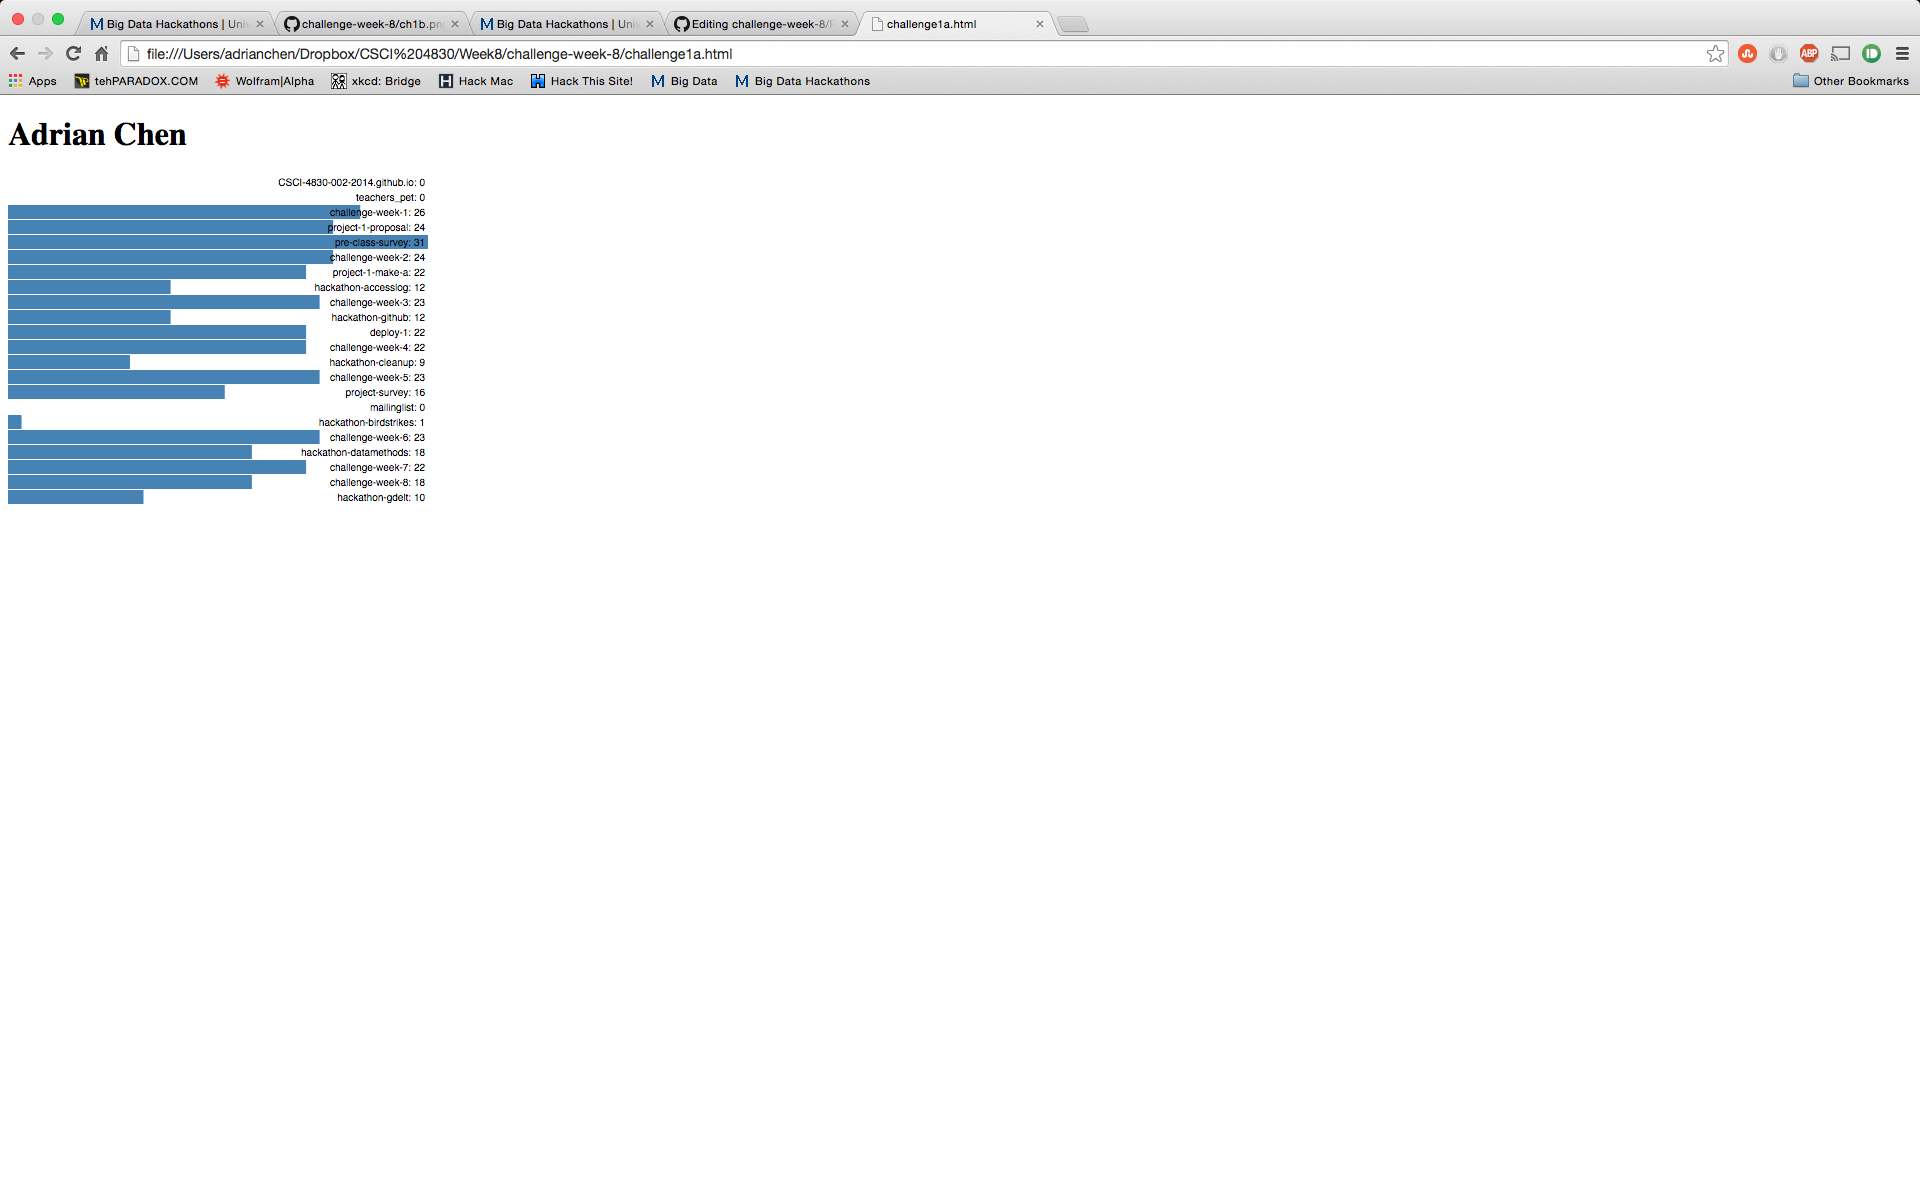 Big Data Hackathons | Univ
challenge-week-8/ch1b.pn
Big Data Hackathons | Univ
Editing challenge-week-8/
challenge1a.html
file:///Users/adrianchen/Dropbox/CSCI%204830/Week8/challenge-week-8/challenge1a.html
ABP
Apps
tehPARADOX.COM
Wolfram|Alpha
xkcd: Bridge
Hack Mac
Hack This Site!
Big Data
Big Data Hackathons
Other Bookmarks
Adrian Chen
CSCI-4830-002-2014.github.io: 0
teachers_pet: 0
challenge-week-1: 26
project-1-proposal: 24
pre-class-survey: 31
challenge-week-2: 24
project-1-make-a: 22
hackathon-accesslog: 12
challenge-week-3: 23
hackathon-github: 12
deploy-1: 22
challenge-week-4: 22
hackathon-cleanup: 9
challenge-week-5: 23
project-survey: 16
mailinglist: 0
hackathon-birdstrikes: 1
challenge-week-6: 23
hackathon-datamethods: 18
challenge-week-7: 22
challenge-week-8: 18
hackathon-gdelt: 10